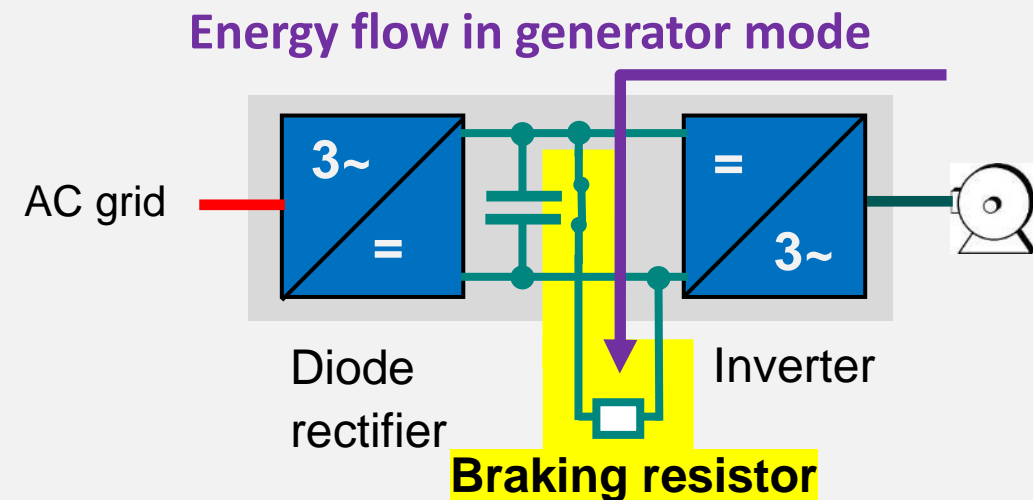 Energy flow in generator mode
3~
=
=
3~
AC grid
Diode
rectifier
Inverter
Braking resistor